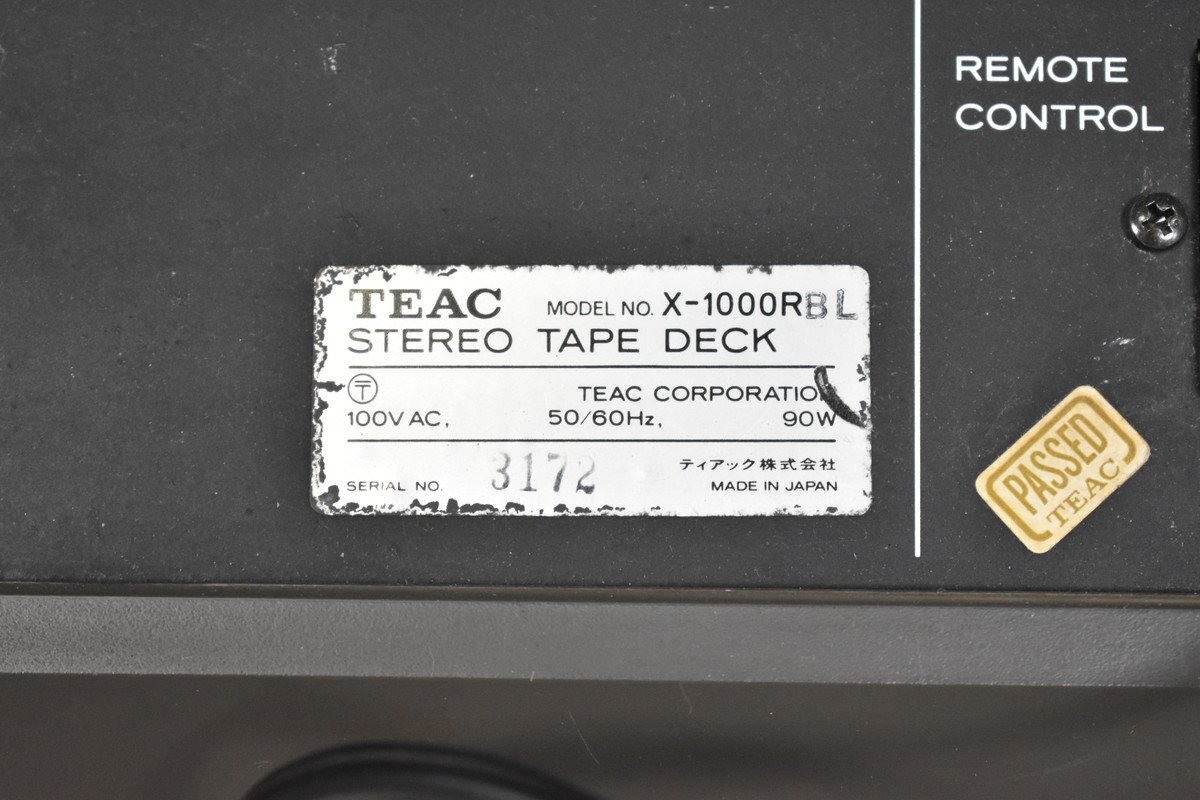 REMOTE
CONTROL
TEAC MODEL NO. X-1000RBL
STEREO TAPE DECK
〒 TEAC CORPORATION
100V AC, 50/60Hz, 90W
ティアック株式会社
SERIAL NO. 3172 MADE IN JAPAN
PASSED
TEAC